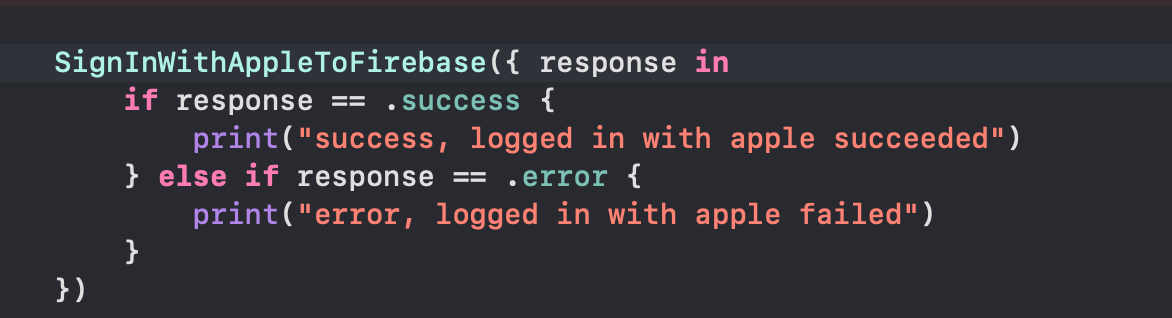 SignInWithAppleToFirebase({ response in
    if response == .success {
        print("success, logged in with apple succeeded")
    } else if response == .error {
        print("error, logged in with apple failed")
    }
})